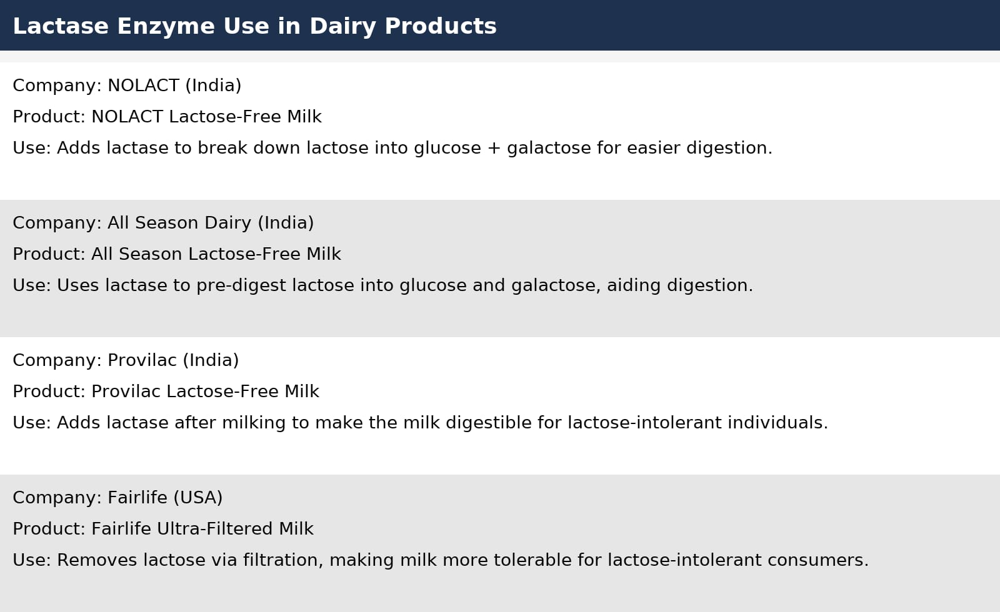 Lactase Enzyme Use in Dairy Products
Company: NOLACT (India)
Product: NOLACT Lactose-Free Milk
Use: Adds lactase to break down lactose into glucose + galactose for easier digestion.
Company: All Season Dairy (India)
Product: All Season Lactose-Free Milk
Use: Uses lactase to pre-digest lactose into glucose and galactose, aiding digestion.
Company: Provilac (India)
Product: Provilac Lactose-Free Milk
Use: Adds lactase after milking to make the milk digestible for lactose-intolerant individuals.
Company: Fairlife (USA)
Product: Fairlife Ultra-Filtered Milk
Use: Removes lactose via filtration, making milk more tolerable for lactose-intolerant consumers.